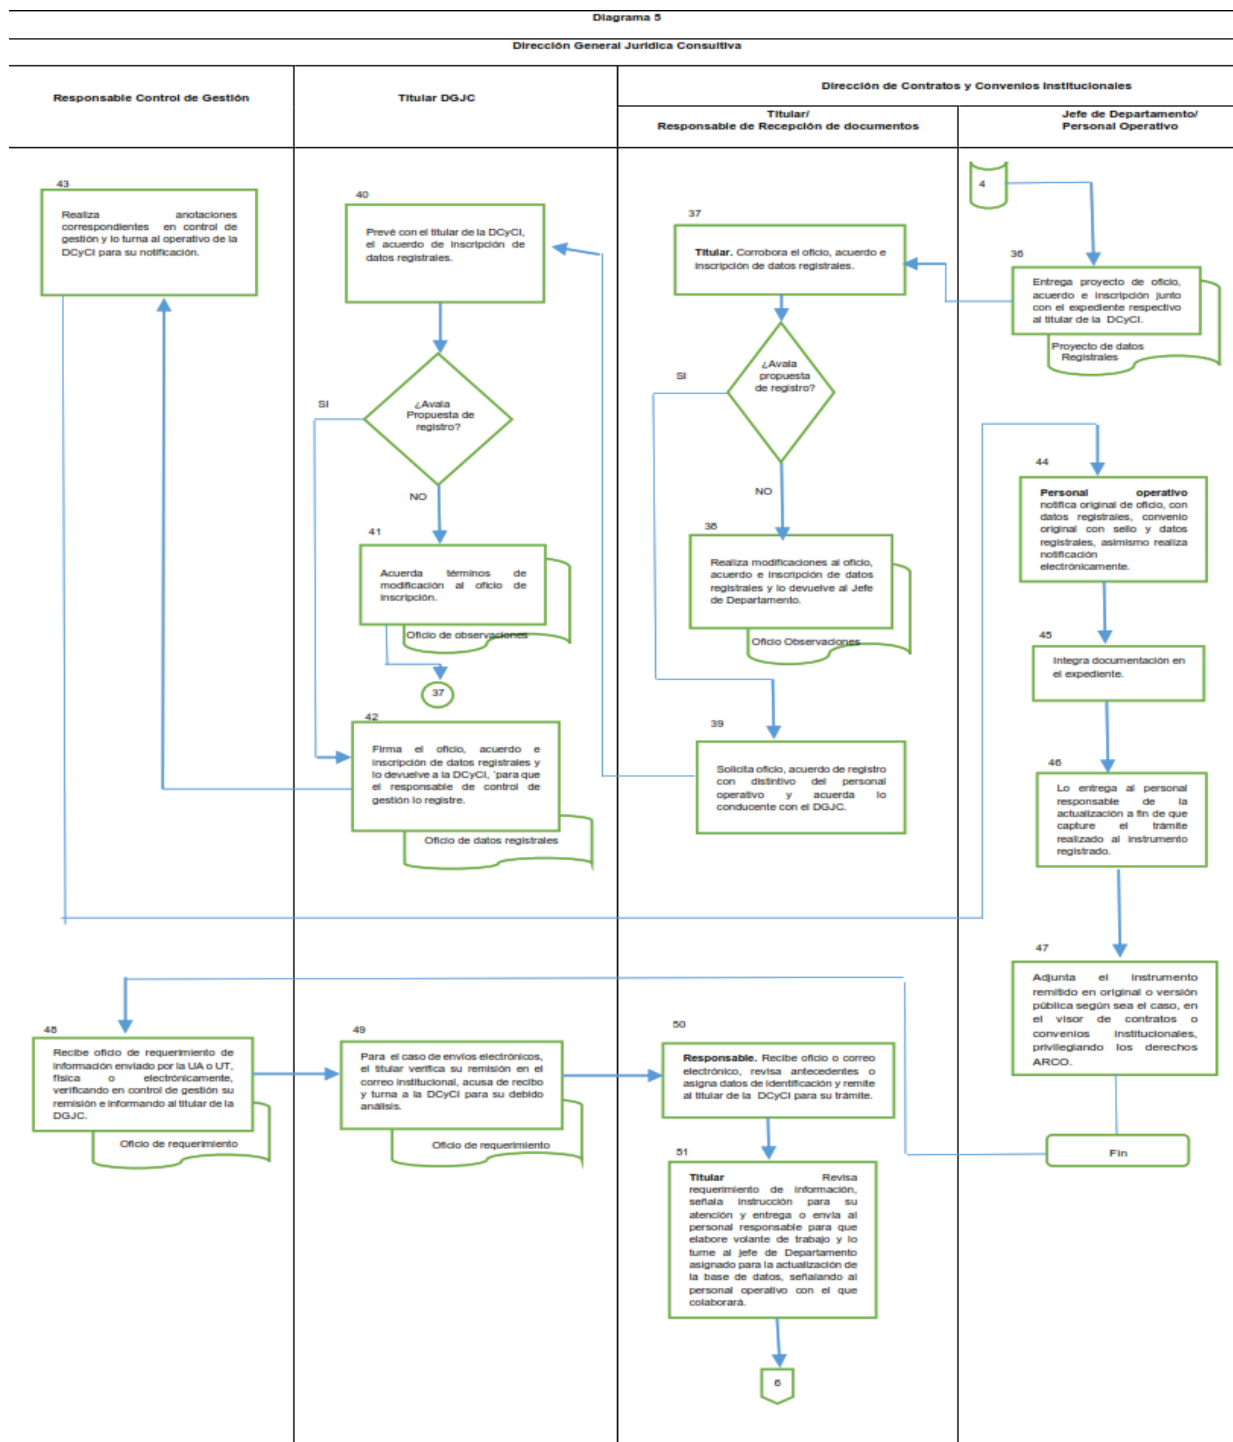 Diagrama 5
Dirección General Jurídica Consultiva
Responsable Control de Gestión
Titular DGJC
Dirección de Contratos y Convenios Institucionales
Titular/
Responsable de Recepción de documentos
Jefe de Departamento/
Personal Operativo
4
36
Entrega proyecto de oficio,
acuerdo e inscripción junto
con el expediente respectivo
al titular de la DCyCI.
Proyecto de datos
Registrales
37
Titular. Corrobora el oficio, acuerdo e
inscripción de datos registrales.
¿Avala
propuesta
de registro?
SI
NO
38
Realiza modificaciones al oficio,
acuerdo e inscripción de datos
registrales y lo devuelve al Jefe
de Departamento.
Oficio Observaciones
39
Solicita oficio, acuerdo de registro
con distintivo del personal
operativo y acuerda lo
conducente con el DGJC.
40
Prevé con el titular de la DCyCI,
el acuerdo de inscripción de
datos registrales.
¿Avala
Propuesta de
registro?
SI
NO
41
Acuerda términos de
modificación al oficio de
inscripción.
Oficio de observaciones
37
42
Firma el oficio, acuerdo e
inscripción de datos registrales y
lo devuelve a la DCyCI, ¨para que
el responsable de control de
gestión lo registre.
Oficio de datos registrales
43
Realiza anotaciones
correspondientes en control de
gestión y lo turna al operativo de la
DCyCI para su notificación.
44
Personal operativo
notifica original de oficio, con
datos registrales, convenio
original con sello y datos
registrales, asimismo realiza
notificación
electrónicamente.
45
Integra documentación en
el expediente.
46
Lo entrega al personal
responsable de la
actualización a fin de que
capture el trámite
realizado al instrumento
registrado.
47
Adjunta el instrumento
remitido en original o versión
pública según sea el caso, en
el visor de contratos o
convenios institucionales,
privilegiando los derechos
ARCO.
Fin
48
Recibe oficio de requerimiento de
información enviado por la UA o UT,
física o electrónicamente,
verificando en control de gestión su
remisión e informando al titular de la
DGJC.
Oficio de requerimiento
49
Para el caso de envíos electrónicos,
el titular verifica su remisión en el
correo institucional, acusa de recibo
y turna a la DCyCI para su debido
análisis.
Oficio de requerimiento
50
Responsable. Recibe oficio o correo
electrónico, revisa antecedentes o
asigna datos de identificación y remite
al titular de la DCyCI para su trámite.
51
Titular Revisa
requerimiento de información,
señala instrucción para su
atención y entrega o envía al
personal responsable para que
elabore volante de trabajo y lo
turne al jefe de Departamento
asignado para la actualización de
la base de datos, señalando al
personal operativo con el que
colaborará.
6